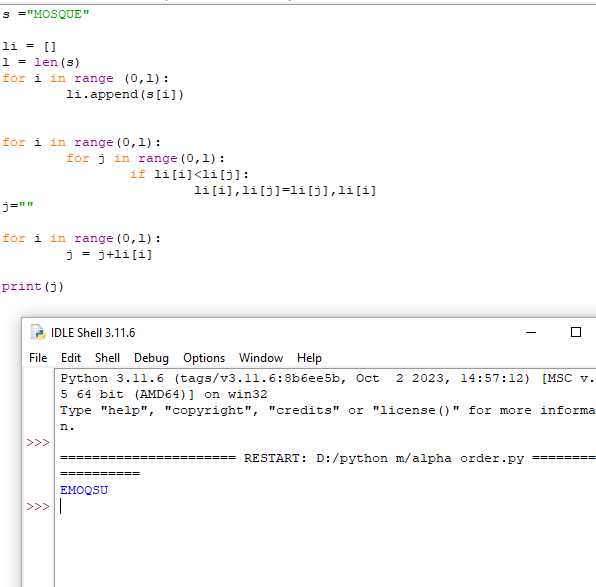 s ="MOSQUE"
li = []
l = len(s)
for i in range (0,l):
        li.append(s[i])
for i in range(0,l):
        for j in range(0,l):
                if li[i]<li[j]:
                        li[i],li[j]=li[j],li[i]
j=""
for i in range(0,l):
        j = j+li[i]
print(j)
IDLE Shell 3.11.6
File Edit Shell Debug Options Window Help
Python 3.11.6 (tags/v3.11.6:8b6ee5b, Oct  2 2023, 14:57:12) [MSC v.
5 64 bit (AMD64)] on win32
Type "help", "copyright", "credits" or "license()" for more informa
n.
>>>
====================== RESTART: D:/python m/alpha order.py ========
==========
EMOQSU
>>>